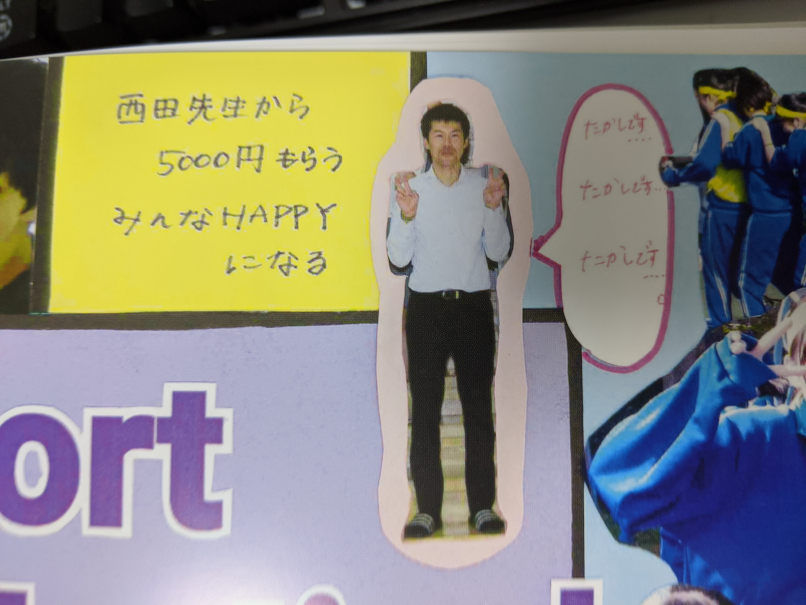 西田先生から
5000円もらう
みんなHAPPY
になる
たかしです....
たかしです...
たかしです....
ort